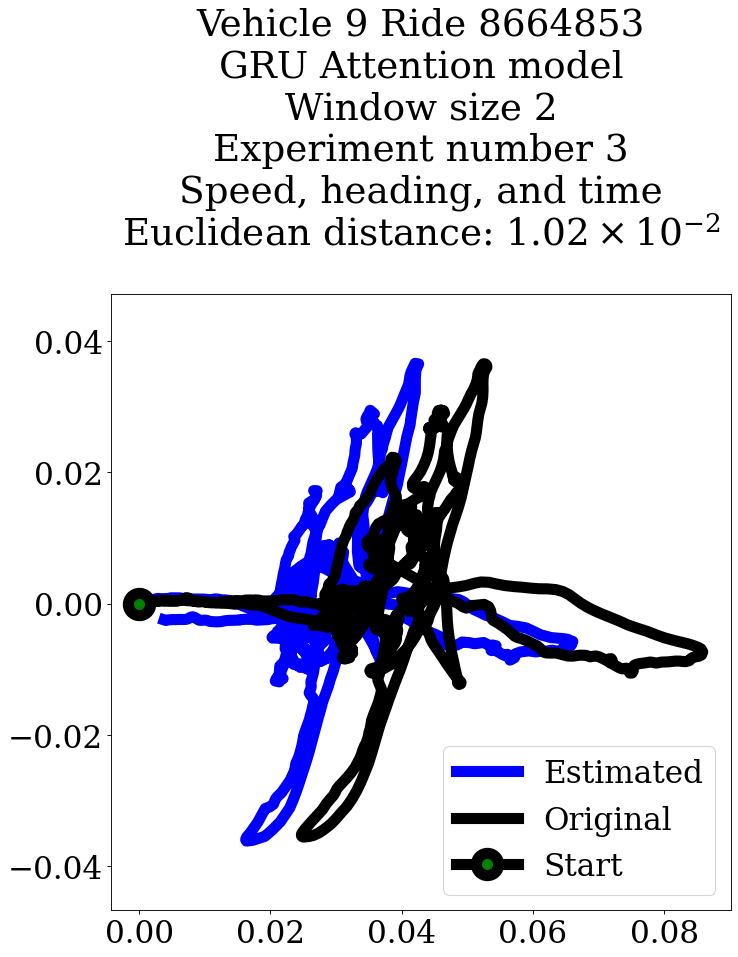 Vehicle 9 Ride 8664853
GRU Attention model
Window size 2
Experiment number 3
Speed, heading, and time
Euclidean distance: 1.02 × 10⁻²
0.04
0.02
0.00
−0.02
−0.04
Estimated
Original
Start
0.00 0.02 0.04 0.06 0.08